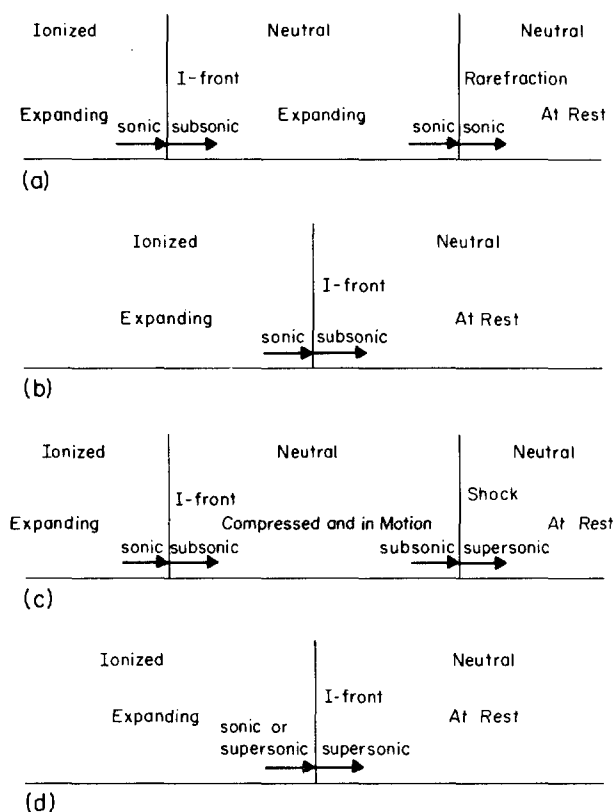 Ionized Neutral Neutral
I-front Rarefraction
Expanding Expanding At Rest
sonic subsonic sonic sonic
(a)
Ionized Neutral
I-front
Expanding At Rest
sonic subsonic
(b)
Ionized Neutral Neutral
I-front Shock
Expanding Compressed and in Motion At Rest
sonic subsonic subsonic supersonic
(c)
Ionized Neutral
I-front
Expanding At Rest
sonic or
supersonic supersonic
(d)